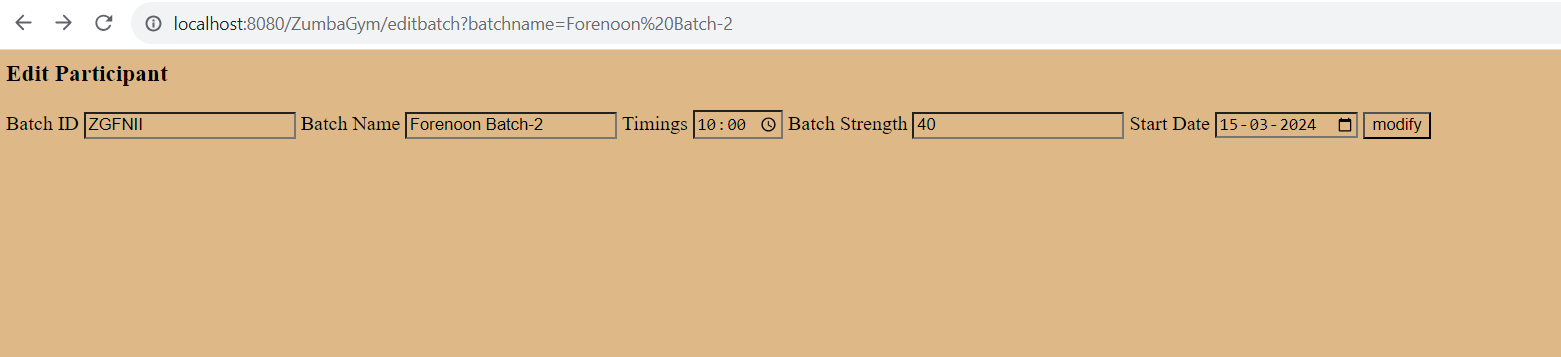 localhost:8080/ZumbaGym/editbatch?batchname=Forenoon%20Batch-2
Edit Participant
Batch ID ZGFNII Batch Name Forenoon Batch-2 Timings 10:00 Batch Strength 40 Start Date 15-03-2024 modify